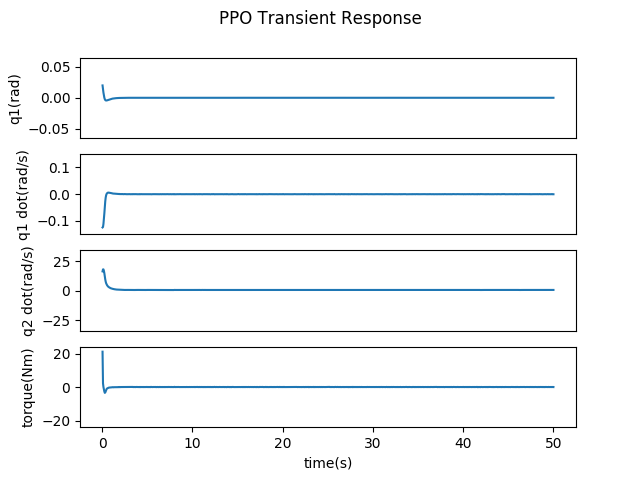 PPO Transient Response
q1(rad)
0.05
0.00
−0.05
q1 dot(rad/s)
0.1
0.0
−0.1
q2 dot(rad/s)
25
0
−25
torque(Nm)
20
0
−20
0 10 20 30 40 50
time(s)